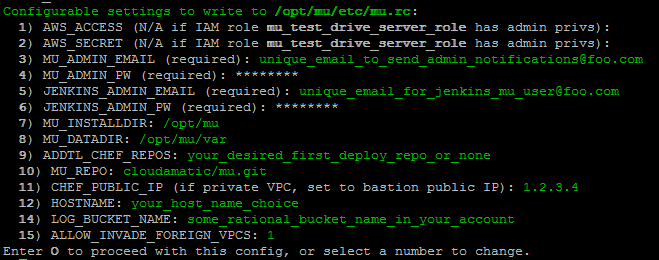 Configurable settings to write to /opt/mu/etc/mu.rc:
1) AWS_ACCESS (N/A if IAM role mu_test_drive_server_role has admin privs):
2) AWS_SECRET (N/A if IAM role mu_test_drive_server_role has admin privs):
3) MU_ADMIN_EMAIL (required): unique_email_to_send_admin_notifications@foo.com
4) MU_ADMIN_PW (required): ********
5) JENKINS_ADMIN_EMAIL (required): unique_email_for_jenkins_mu_user@foo.com
6) JENKINS_ADMIN_PW (required): ********
7) MU_INSTALLDIR: /opt/mu
8) MU_DATADIR: /opt/mu/var
9) ADDTL_CHEF_REPOS: your_desired_first_deploy_repo_or_none
10) MU_REPO: cloudamatic/mu.git
11) CHEF_PUBLIC_IP (if private VPC, set to bastion public IP): 1.2.3.4
12) HOSTNAME: your_host_name_choice
14) LOG_BUCKET_NAME: some_rational_bucket_name_in_your_account
15) ALLOW_INVADE_FOREIGN_VPCS: 1
Enter O to proceed with this config, or select a number to change.